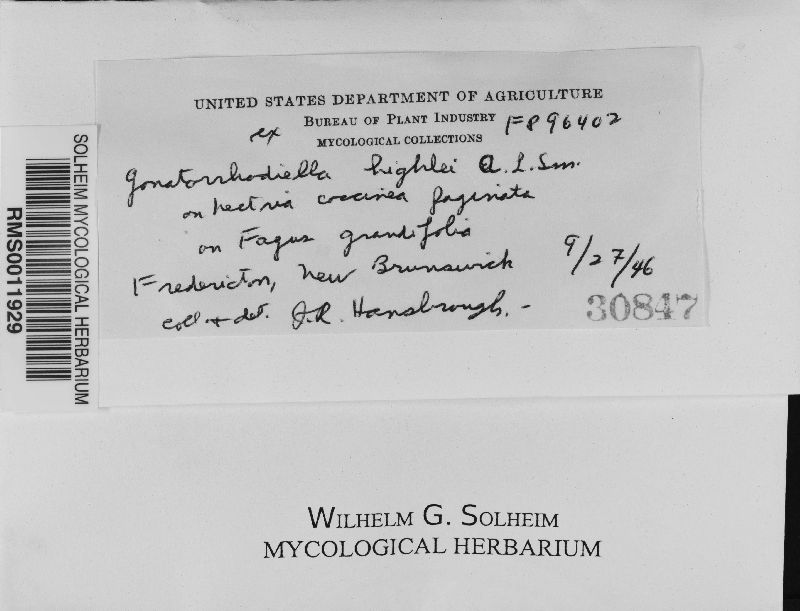 UNITED STATES DEPARTMENT OF AGRICULTURE
BUREAU OF PLANT INDUSTRY
ex MYCOLOGICAL COLLECTIONS F896402
Gonatorrhodiella highlei A.L.Sm.
on nectria coccinea faginata
on Fagus grandifolia
Fredericton, New Brunswick 9/27/46
coll + det. J.R. Hansbrough. -
30847
SOLHEIM MYCOLOGICAL HERBARIUM
RMS0011929
WILHELM G. SOLHEIM
MYCOLOGICAL HERBARIUM